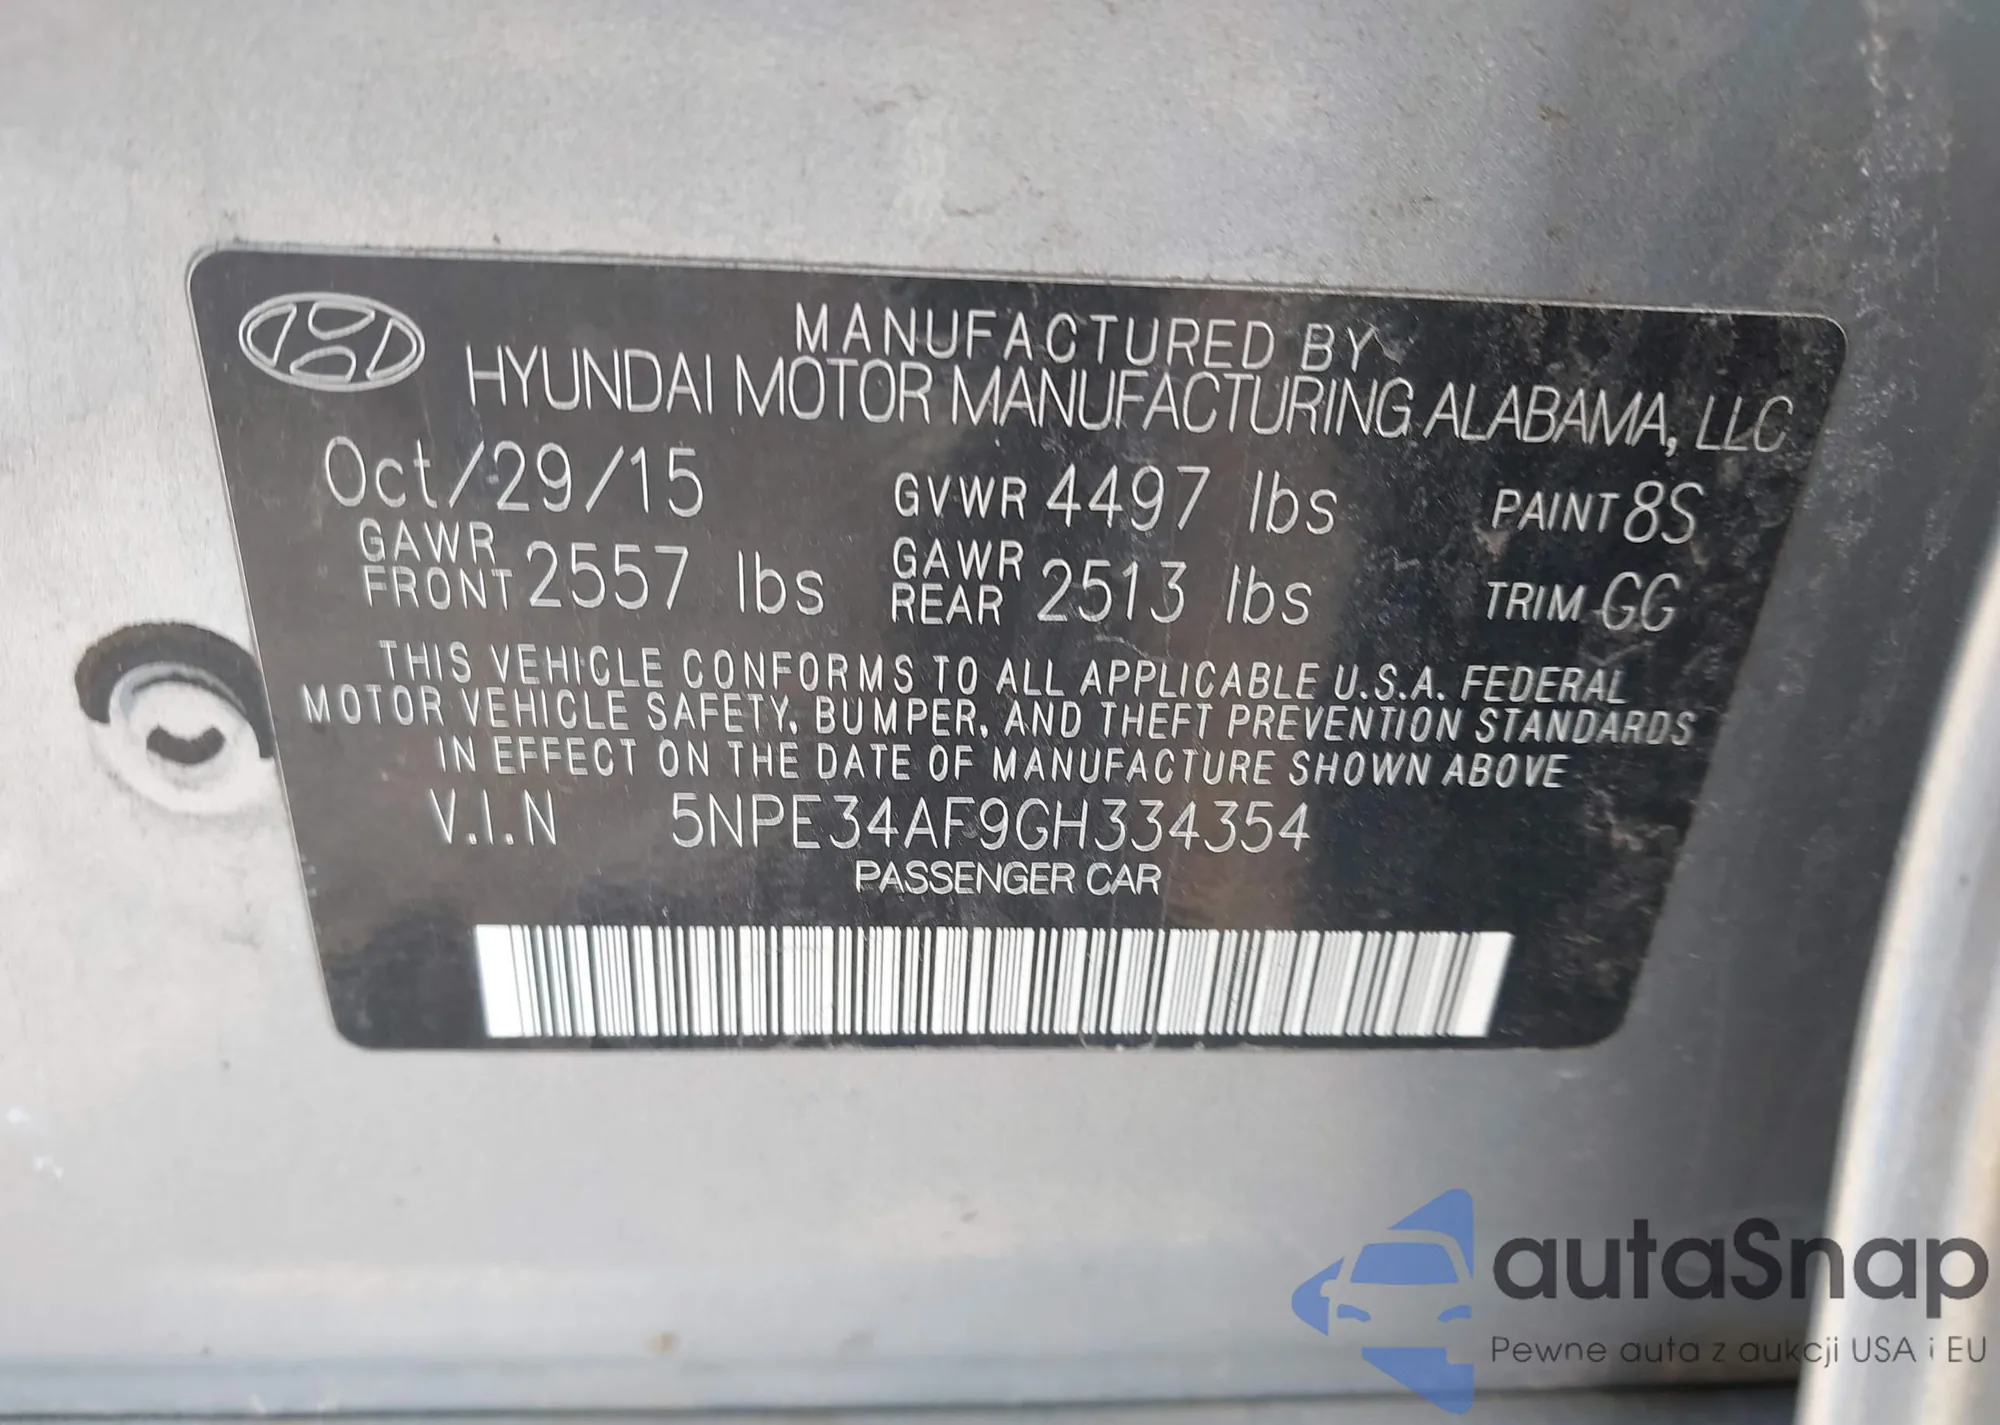 MANUFACTURED BY
HYUNDAI MOTOR MANUFACTURING ALABAMA, LLC
Oct/29/15 GVWR 4497 lbs PAINT 8S
GAWR FRONT 2557 lbs GAWR REAR 2513 lbs TRIM GG
THIS VEHICLE CONFORMS TO ALL APPLICABLE U.S.A. FEDERAL
MOTOR VEHICLE SAFETY, BUMPER, AND THEFT PREVENTION STANDARDS
IN EFFECT ON THE DATE OF MANUFACTURE SHOWN ABOVE
V.I.N 5NPE34AF9GH334354
PASSENGER CAR
autaSnap
Pewne auta z aukcji USA i EU